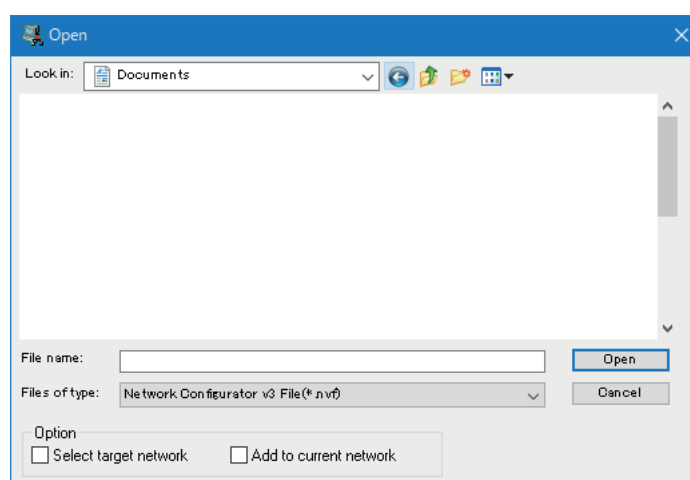 Open
Look in: Documents
File name:
Open
Files of type: Network Configurator v3 File(*.nvf)
Cancel
Option
Select target network Add to current network